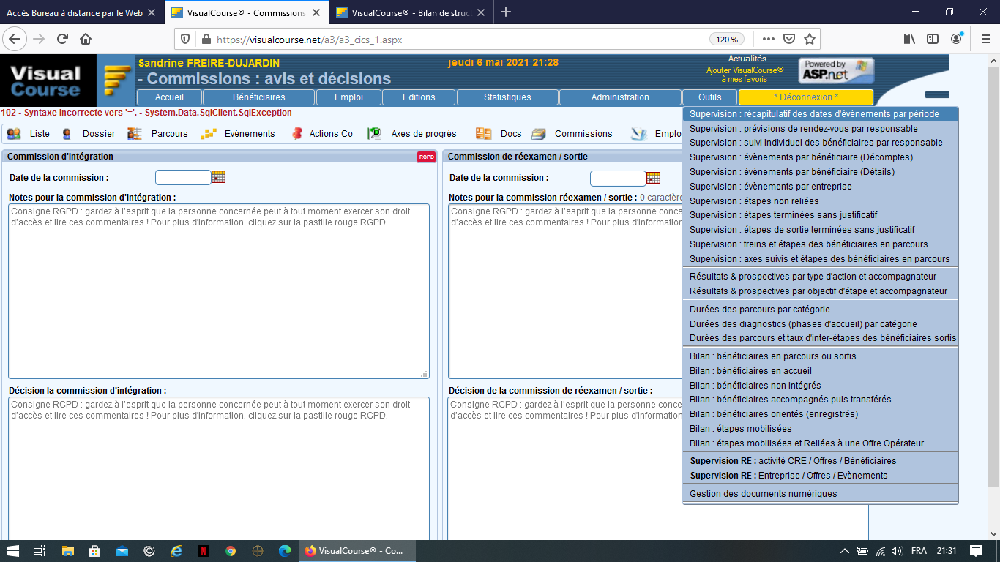 Accès Bureau à distance par le Web
VisualCourse® - Commissions
VisualCourse® - Bilan de struct
https://visualcourse.net/a3/a3_cics_1.aspx
120 %
Visual
Course
Sandrine FREIRE-DUJARDIN
jeudi 6 mai 2021 21:28
- Commissions : avis et décisions
Actualités
Ajouter VisualCourse®
à mes favoris
Powered by
ASP.net
Accueil
Bénéficiaires
Emploi
Editions
Statistiques
Administration
Outils
* Déconnexion *
102 - Syntaxe incorrecte vers '='. - System.Data.SqlClient.SqlException
Liste
Dossier
Parcours
Evènements
Actions Co
Axes de progrès
Docs
Commissions
Emplo
Commission d'intégration
RGPD
Date de la commission :
Notes pour la commission d'intégration :
Consigne RGPD : gardez à l'esprit que la personne concernée peut à tout moment exercer son droit
d'accès et lire ces commentaires ! Pour plus d'information, cliquez sur la pastille rouge RGPD.
Décision la commission d'intégration :
Consigne RGPD : gardez à l'esprit que la personne concernée peut à tout moment exercer son droit
d'accès et lire ces commentaires ! Pour plus d'information, cliquez sur la pastille rouge RGPD.
Commission de réexamen / sortie
Date de la commission :
Notes pour la commission réexamen / sortie : 0 caractère
Consigne RGPD : gardez à l'esprit que la personne conce
d'accès et lire ces commentaires ! Pour plus d'information
Décision de la commission de réexamen / sortie :
Consigne RGPD : gardez à l'esprit que la personne conce
d'accès et lire ces commentaires ! Pour plus d'information
Supervision : récapitulatif des dates d'évènements par période
Supervision : prévisions de rendez-vous par responsable
Supervision : suivi individuel des bénéficiaires par responsable
Supervision : évènements par bénéficiaire (Décomptes)
Supervision : évènements par bénéficiaire (Détails)
Supervision : évènements par entreprise
Supervision : étapes non reliées
Supervision : étapes terminées sans justificatif
Supervision : étapes de sortie terminées sans justificatif
Supervision : freins et étapes des bénéficiaires en parcours
Supervision : axes suivis et étapes des bénéficiaires en parcours
Résultats & prospectives par type d'action et accompagnateur
Résultats & prospectives par objectif d'étape et accompagnateur
Durées des parcours par catégorie
Durées des diagnostics (phases d'accueil) par catégorie
Durées des parcours et taux d'inter-étapes des bénéficiaires sortis
Bilan : bénéficiaires en parcours ou sortis
Bilan : bénéficiaires en accueil
Bilan : bénéficiaires non intégrés
Bilan : bénéficiaires accompagnés puis transférés
Bilan : bénéficiaires orientés (enregistrés)
Bilan : étapes mobilisées
Bilan : étapes mobilisées et Reliées à une Offre Opérateur
Supervision RE : activité CRE / Offres / Bénéficiaires
Supervision RE : Entreprise / Offres / Evènements
Gestion des documents numériques
VisualCourse® - Co...
FRA
21:31